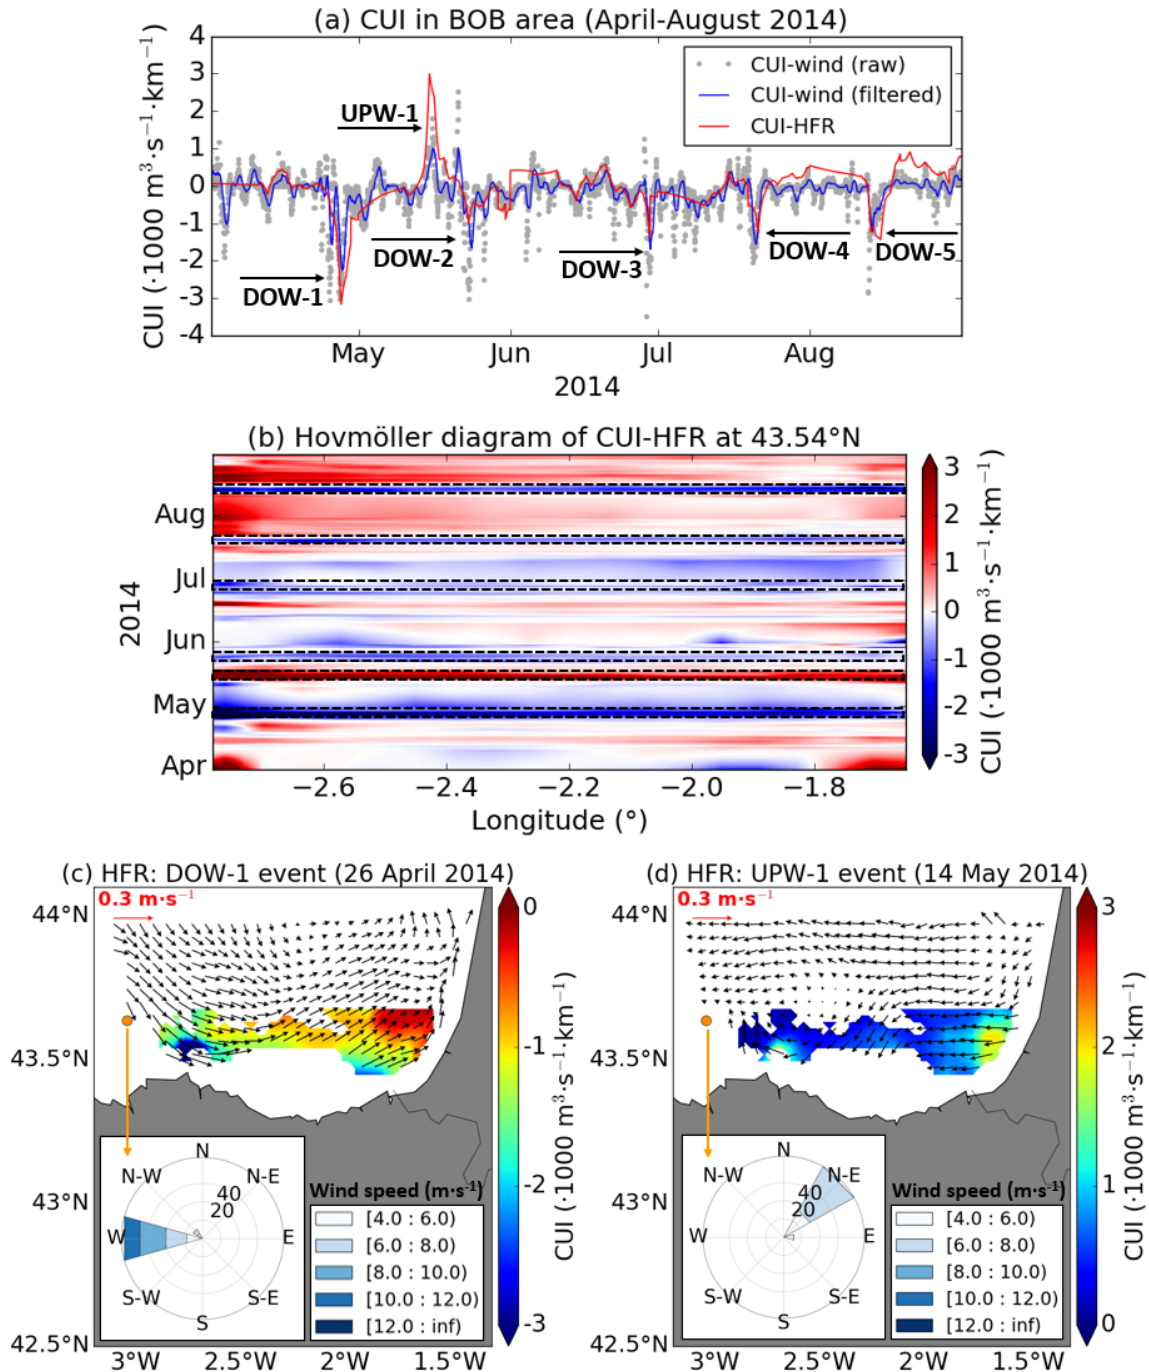 (a) CUI in BOB area (April-August 2014)
CUI (·1000 m³·s⁻¹·km⁻¹)
4
3
2
1
0
-1
-2
-3
-4
CUI-wind (raw)
CUI-wind (filtered)
CUI-HFR
UPW-1
DOW-1
DOW-2
DOW-3
DOW-4
DOW-5
May
Jun
Jul
Aug
2014
(b) Hovmöller diagram of CUI-HFR at 43.54°N
2014
Aug
Jul
Jun
May
Apr
−2.6
−2.4
−2.2
−2.0
−1.8
Longitude (°)
3
2
1
0
-1
-2
-3
CUI (·1000 m³·s⁻¹·km⁻¹)
(c) HFR: DOW-1 event (26 April 2014)
0.3 m·s⁻¹
44°N
43.5°N
43°N
42.5°N
3°W
2.5°W
2°W
1.5°W
N
N-E
E
S-E
S
S-W
W
N-W
40
20
Wind speed (m·s⁻¹)
[4.0 : 6.0)
[6.0 : 8.0)
[8.0 : 10.0)
[10.0 : 12.0)
[12.0 : inf)
0
-1
-2
-3
CUI (·1000 m³·s⁻¹·km⁻¹)
(d) HFR: UPW-1 event (14 May 2014)
0.3 m·s⁻¹
44°N
43.5°N
43°N
42.5°N
3°W
2.5°W
2°W
1.5°W
N
N-E
E
S-E
S
S-W
W
N-W
40
20
Wind speed (m·s⁻¹)
[4.0 : 6.0)
[6.0 : 8.0)
[8.0 : 10.0)
[10.0 : 12.0)
[12.0 : inf)
3
2
1
0
CUI (·1000 m³·s⁻¹·km⁻¹)